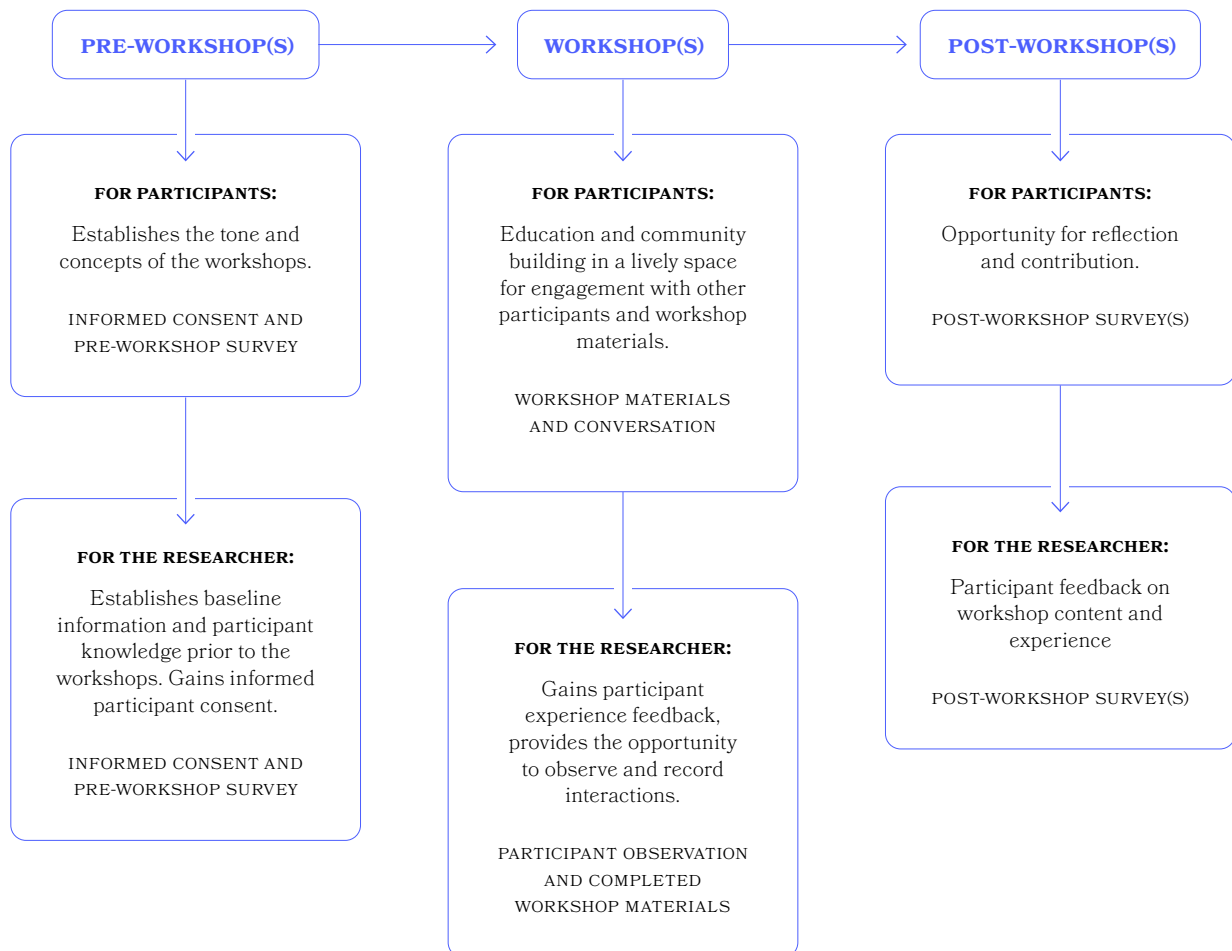 PRE-WORKSHOP(S)
WORKSHOP(S)
POST-WORKSHOP(S)
FOR PARTICIPANTS:
Establishes the tone and
concepts of the workshops.
INFORMED CONSENT AND
PRE-WORKSHOP SURVEY
FOR THE RESEARCHER:
Establishes baseline
information and participant
knowledge prior to the
workshops. Gains informed
participant consent.
INFORMED CONSENT AND
PRE-WORKSHOP SURVEY
FOR PARTICIPANTS:
Education and community
building in a lively space
for engagement with other
participants and workshop
materials.
WORKSHOP MATERIALS
AND CONVERSATION
FOR THE RESEARCHER:
Gains participant
experience feedback,
provides the opportunity
to observe and record
interactions.
PARTICIPANT OBSERVATION
AND COMPLETED
WORKSHOP MATERIALS
FOR PARTICIPANTS:
Opportunity for reflection
and contribution.
POST-WORKSHOP SURVEY(S)
FOR THE RESEARCHER:
Participant feedback on
workshop content and
experience
POST-WORKSHOP SURVEY(S)